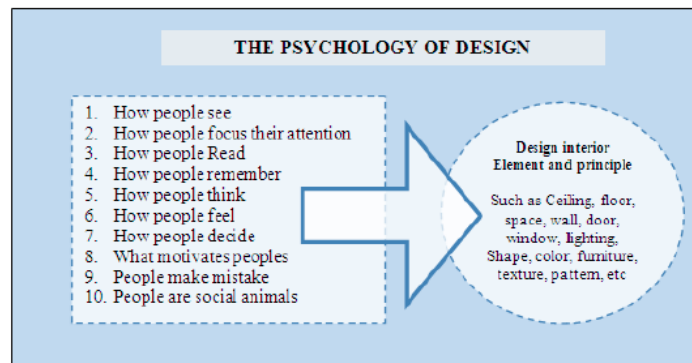 THE PSYCHOLOGY OF DESIGN
1. How people see
2. How people focus their attention
3. How people Read
4. How people remember
5. How people think
6. How people feel
7. How people decide
8. What motivates peoples
9. People make mistake
10. People are social animals
Design interior
Element and principle
Such as Ceiling, floor,
space, wall, door,
window, lighting,
Shape, color, furniture,
texture, pattern, etc